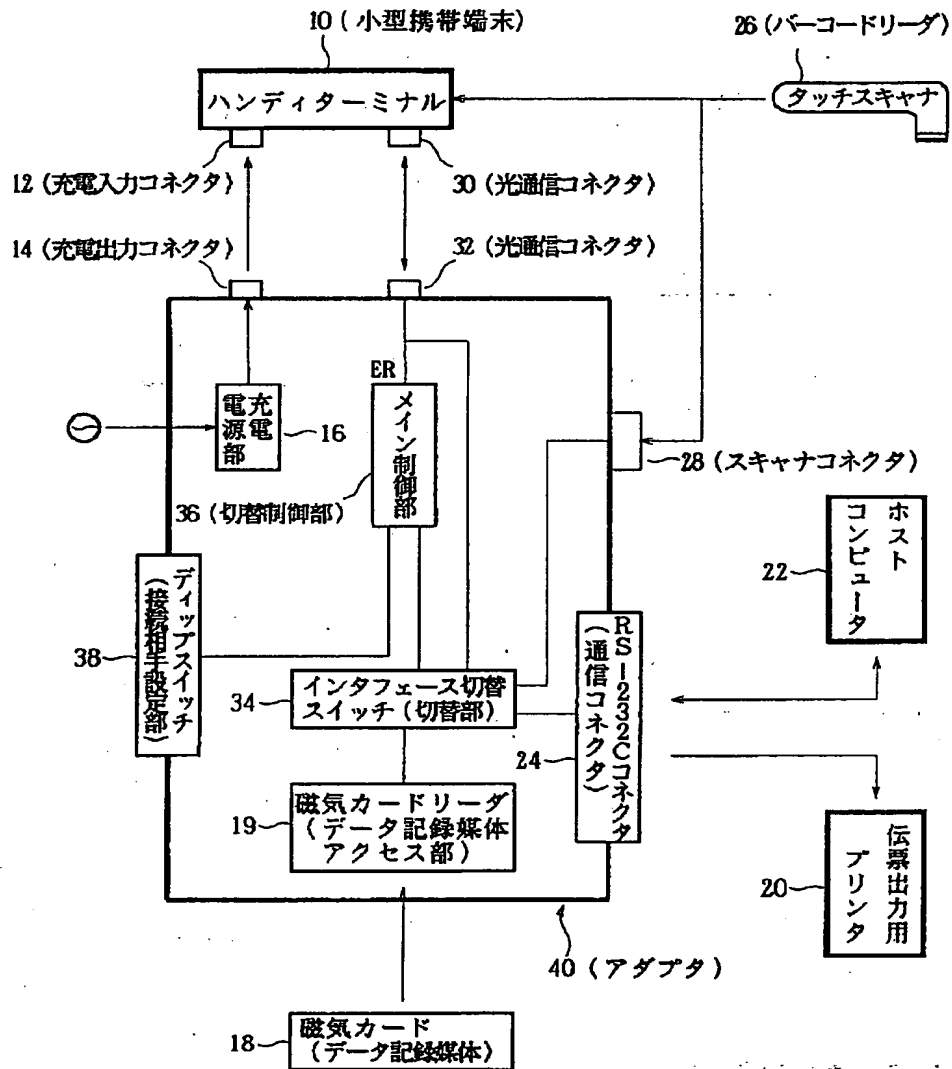 10(小型携帯端末)
26(バーコードリーダ)
ハンディターミナル
タッチスキャナ
12(充電入力コネクタ)
30(光通信コネクタ)
14(充電出力コネクタ)
32(光通信コネクタ)
ER
充電
電源部
16
メイン制御部
36(切替制御部)
28(スキャナコネクタ)
ホスト
コンピュータ
22
ディップスイッチ
(接続相手設定部)
38
RS-232Cコネクタ
(通信コネクタ)
24
インタフェース切替
スイッチ(切替部)
34
磁気カードリーダ
(データ記録媒体
アクセス部)
19
伝票出力用
プリンタ
20
40(アダプタ)
磁気カード
(データ記録媒体)
18